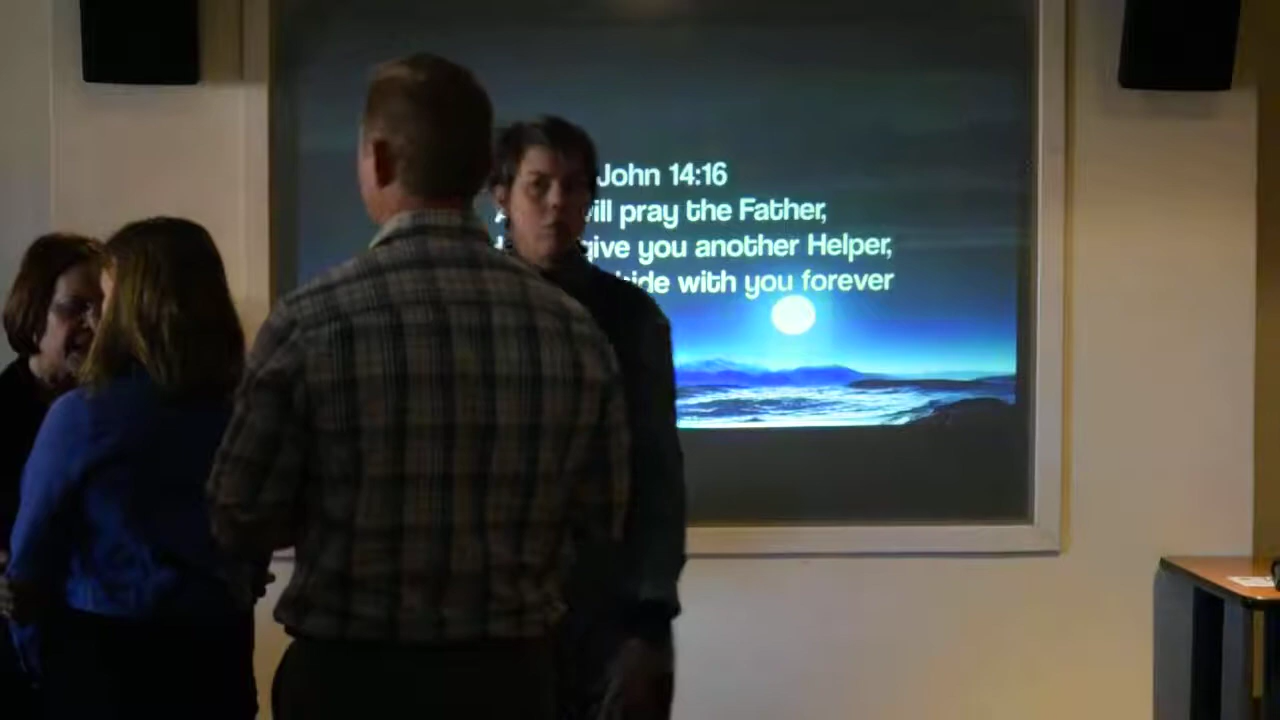 John 14:16
will pray the Father,
give you another Helper,
with you forever